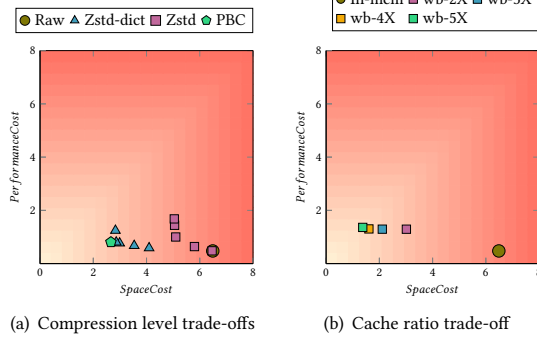 Raw Zstd-dict Zstd PBC
8
6
4
2
0 2 4 6 8
PerformanceCost
SpaceCost
(a) Compression level trade-offs
wb-4X wb-5X
8
6
4
2
0 2 4 6 8
PerformanceCost
SpaceCost
(b) Cache ratio trade-off